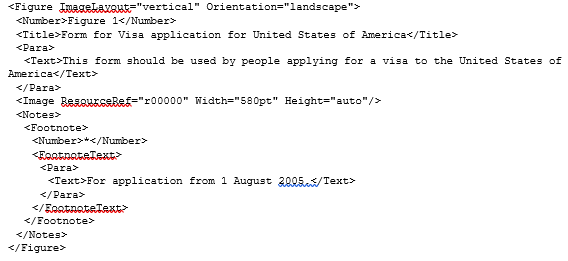 <Figure ImageLayout="vertical" Orientation="landscape">
<Number>Figure 1</Number>
<Title>Form for Visa application for United States of America</Title>
<Para>
<Text>This form should be used by people applying for a visa to the United States of
America</Text>
</Para>
<Image ResourceRef="r00000" Width="580pt" Height="auto"/>
<Notes>
<Footnote>
<Number>*</Number>
<FootnoteText>
<Para>
<Text>For application from 1 August 2005.</Text>
</Para>
</FootnoteText>
</Footnote>
</Notes>
</Figure>